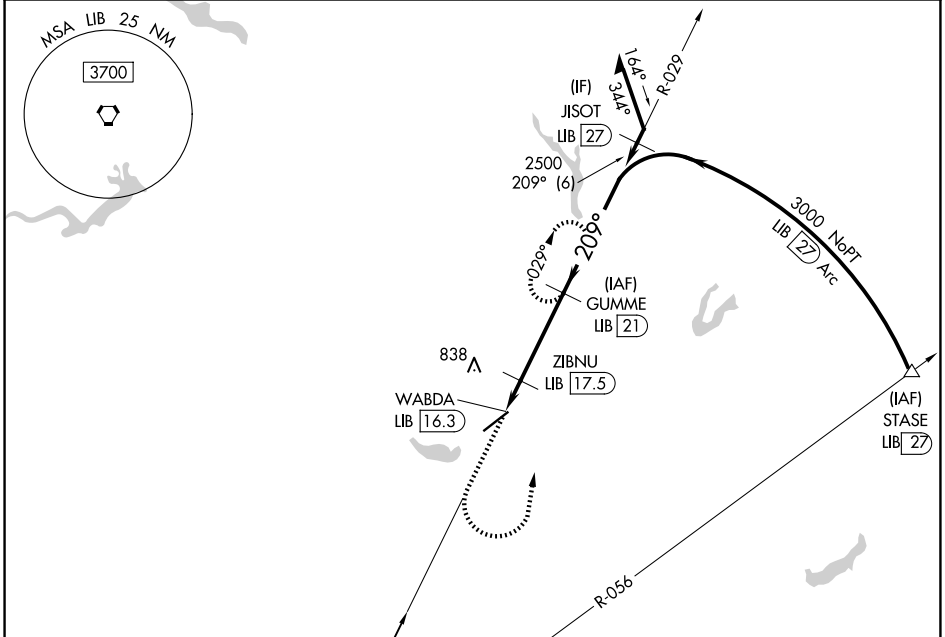 MSA LIB 25 NM
3700
R-029
164°
344°
(IF)
JISOT
LIB 27
2500
209° (6)
3000 NoPT
LIB 27 Arc
209°
029°
(IAF)
GUMME
LIB 21
838
ZIBNU
LIB 17.5
WABDA
LIB 16.3
(IAF)
STASE
LIB 27
R-056